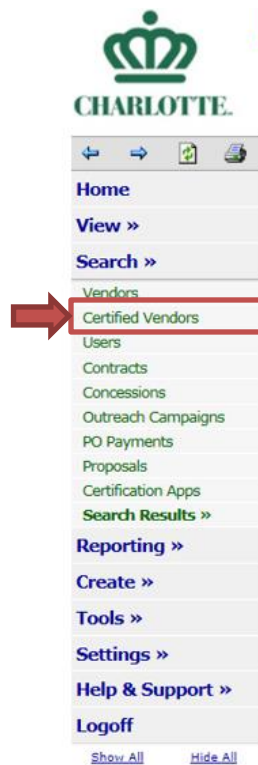 CHARLOTTE.
Home
View »
Search »
Vendors
Certified Vendors
Users
Contracts
Concessions
Outreach Campaigns
PO Payments
Proposals
Certification Apps
Search Results »
Reporting »
Create »
Tools »
Settings »
Help & Support »
Logoff
Show All Hide All